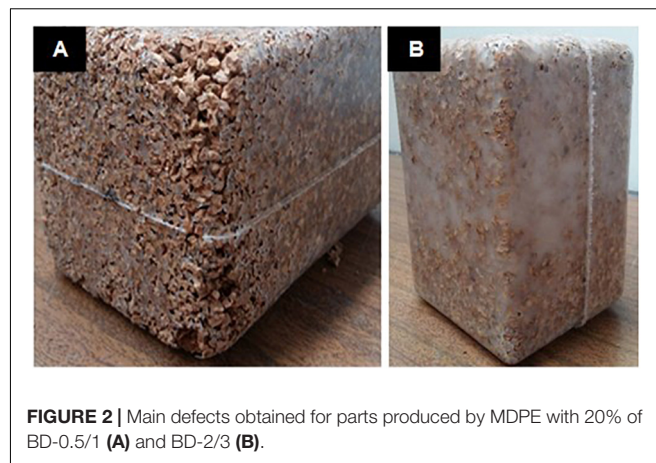 A
B
FIGURE 2 | Main defects obtained for parts produced by MDPE with 20% of
BD-0.5/1 (A) and BD-2/3 (B).